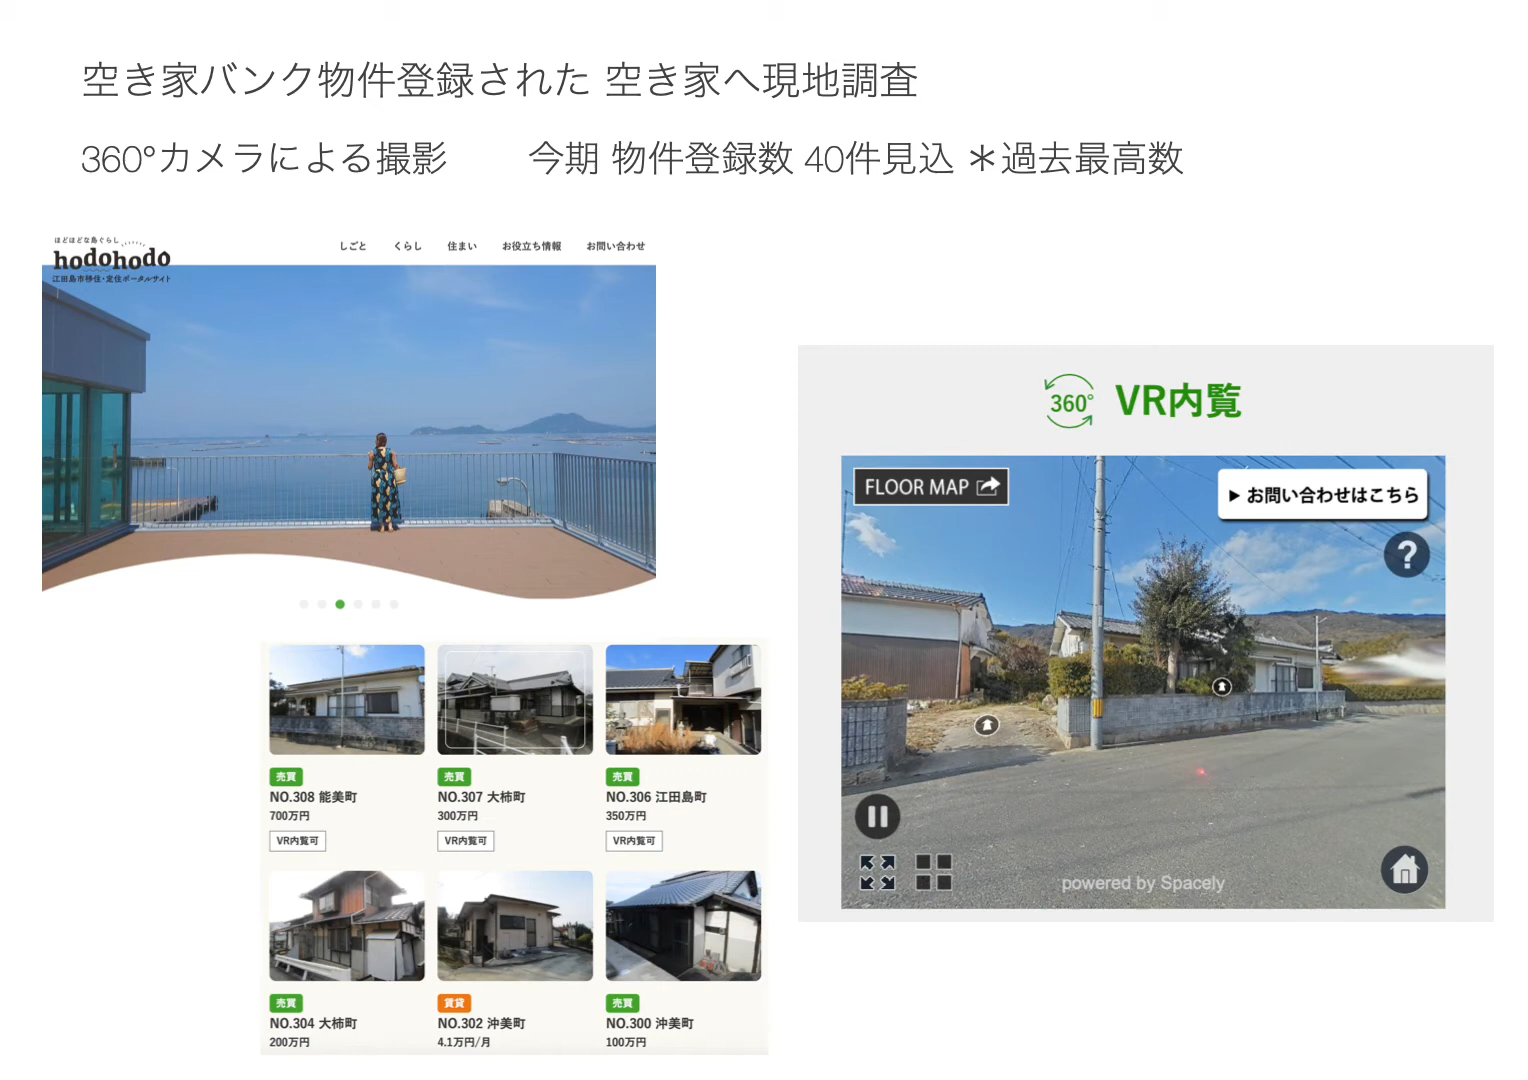 空き家バンク物件登録された 空き家へ現地調査
360°カメラによる撮影 今期 物件登録数 40件見込 ＊過去最高数
ほどほどな島ぐらし
hodohodo
江田島市移住・定住ポータルサイト
しごと くらし 住まい お役立ち情報 お問い合わせ
売買 売買 売買
NO.308 能美町 NO.307 大柿町 NO.306 江田島町
700万円 300万円 350万円
VR内覧可 VR内覧可 VR内覧可
売買 賃貸 売買
NO.304 大柿町 NO.302 沖美町 NO.300 沖美町
200万円 4.1万円/月 100万円
360° VR内覧
FLOOR MAP
▶ お問い合わせはこちら
?
powered by Spacely